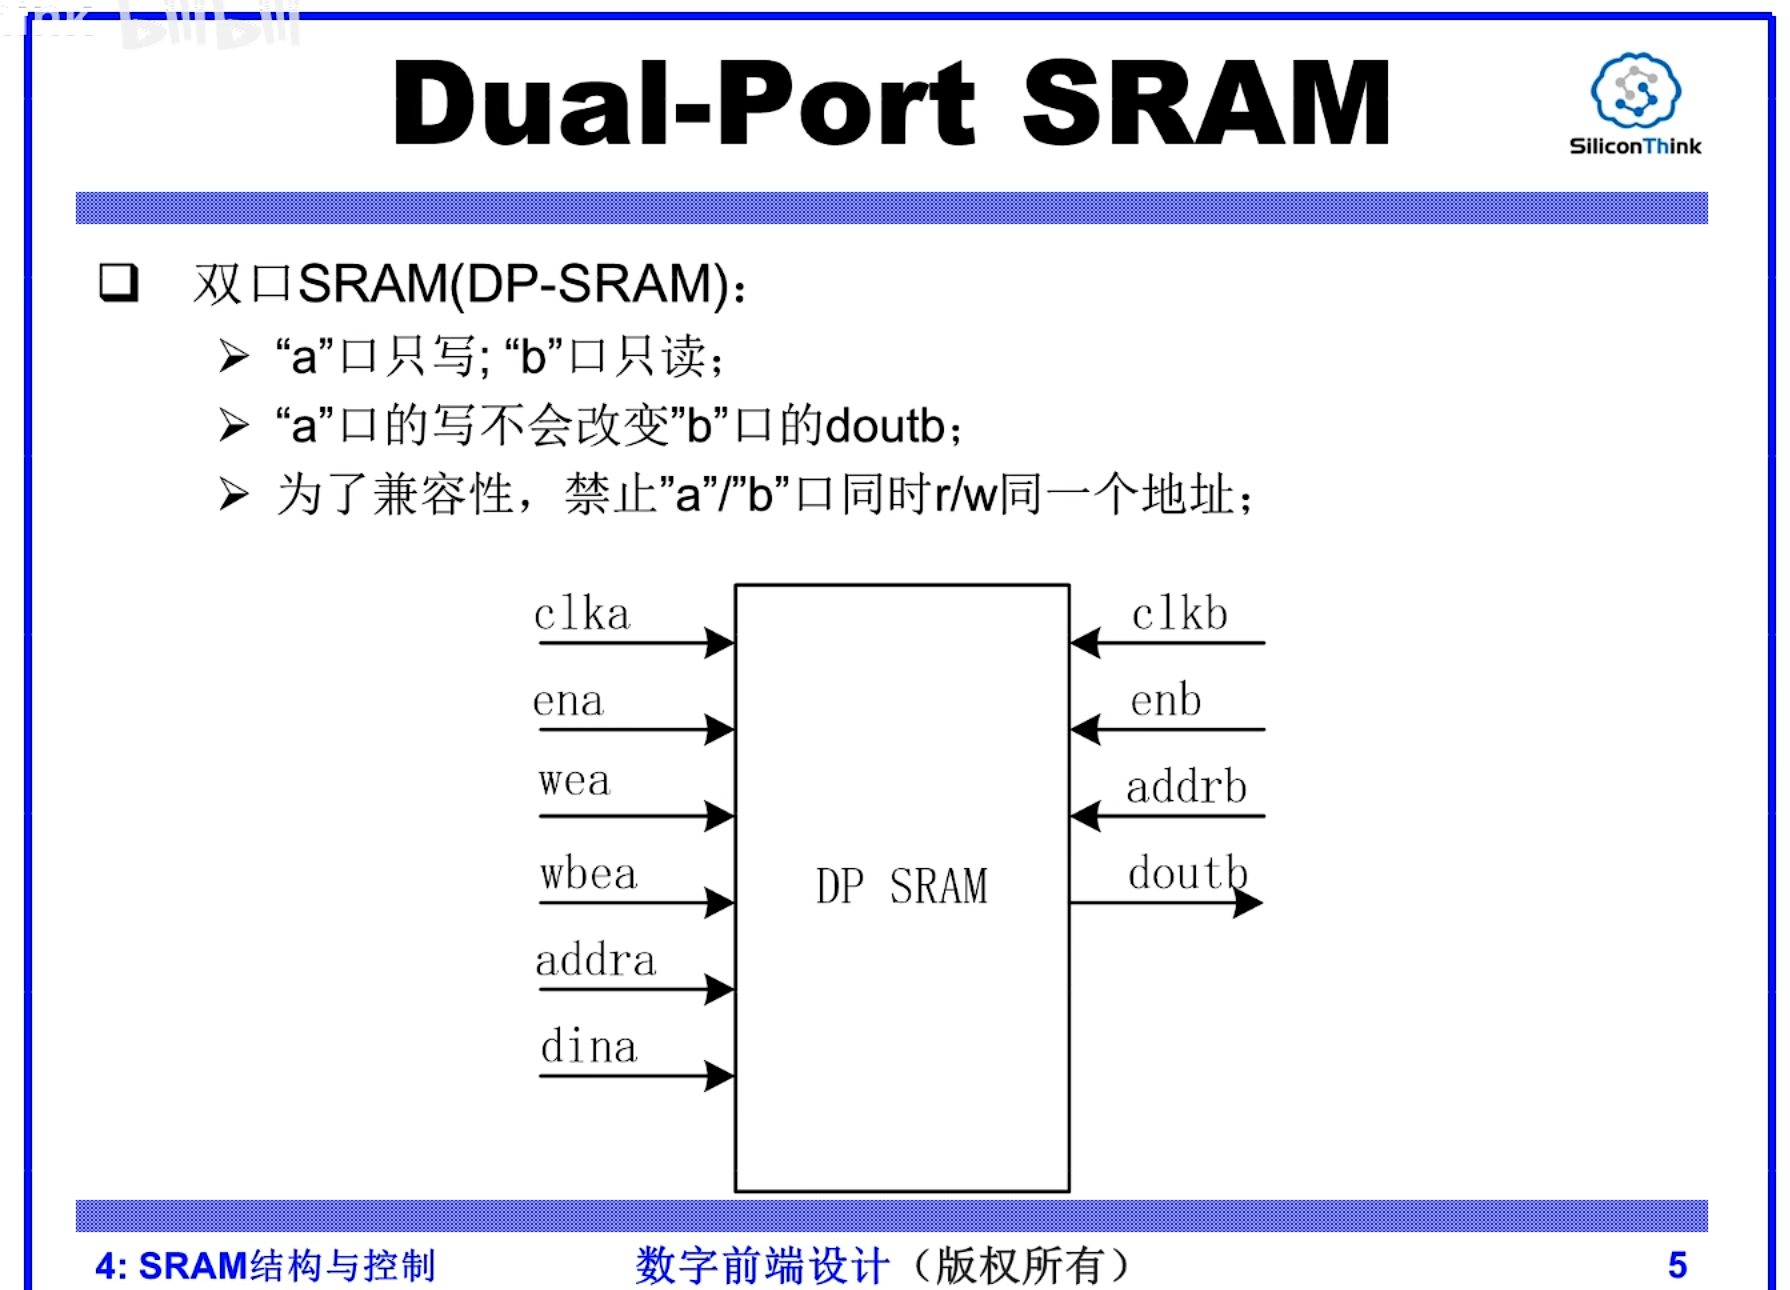 Dual-Port SRAM
SiliconThink
双口SRAM(DP-SRAM):
“a”口只写; “b”口只读;
“a”口的写不会改变”b”口的doutb;
为了兼容性，禁止”a”/”b”口同时r/w同一个地址;
clka
clkb
ena
enb
wea
addrb
wbea
doutb
DP SRAM
addra
dina
4: SRAM结构与控制
数字前端设计（版权所有）
5